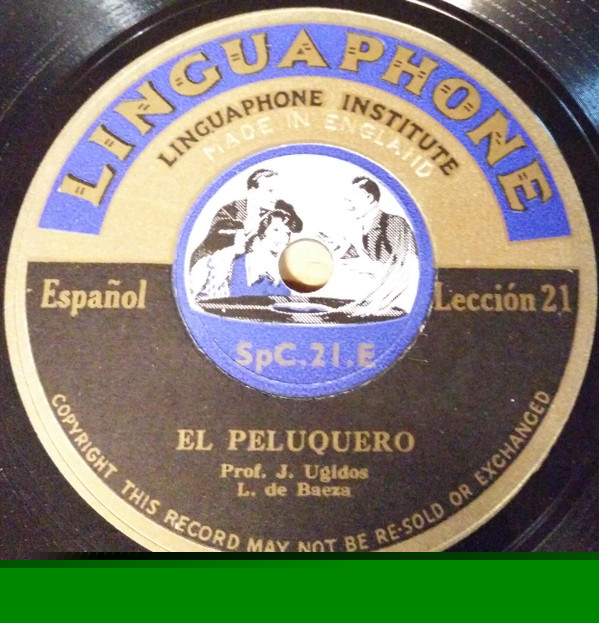 LINGUAPHONE
LINGUAPHONE INSTITUTE
MADE IN ENGLAND
Español
Lección 21
SpC.21.E
EL PELUQUERO
Prof. J. Ugidos
L. de Baeza
COPYRIGHT THIS RECORD MAY NOT BE RE-SOLD OR EXCHANGED